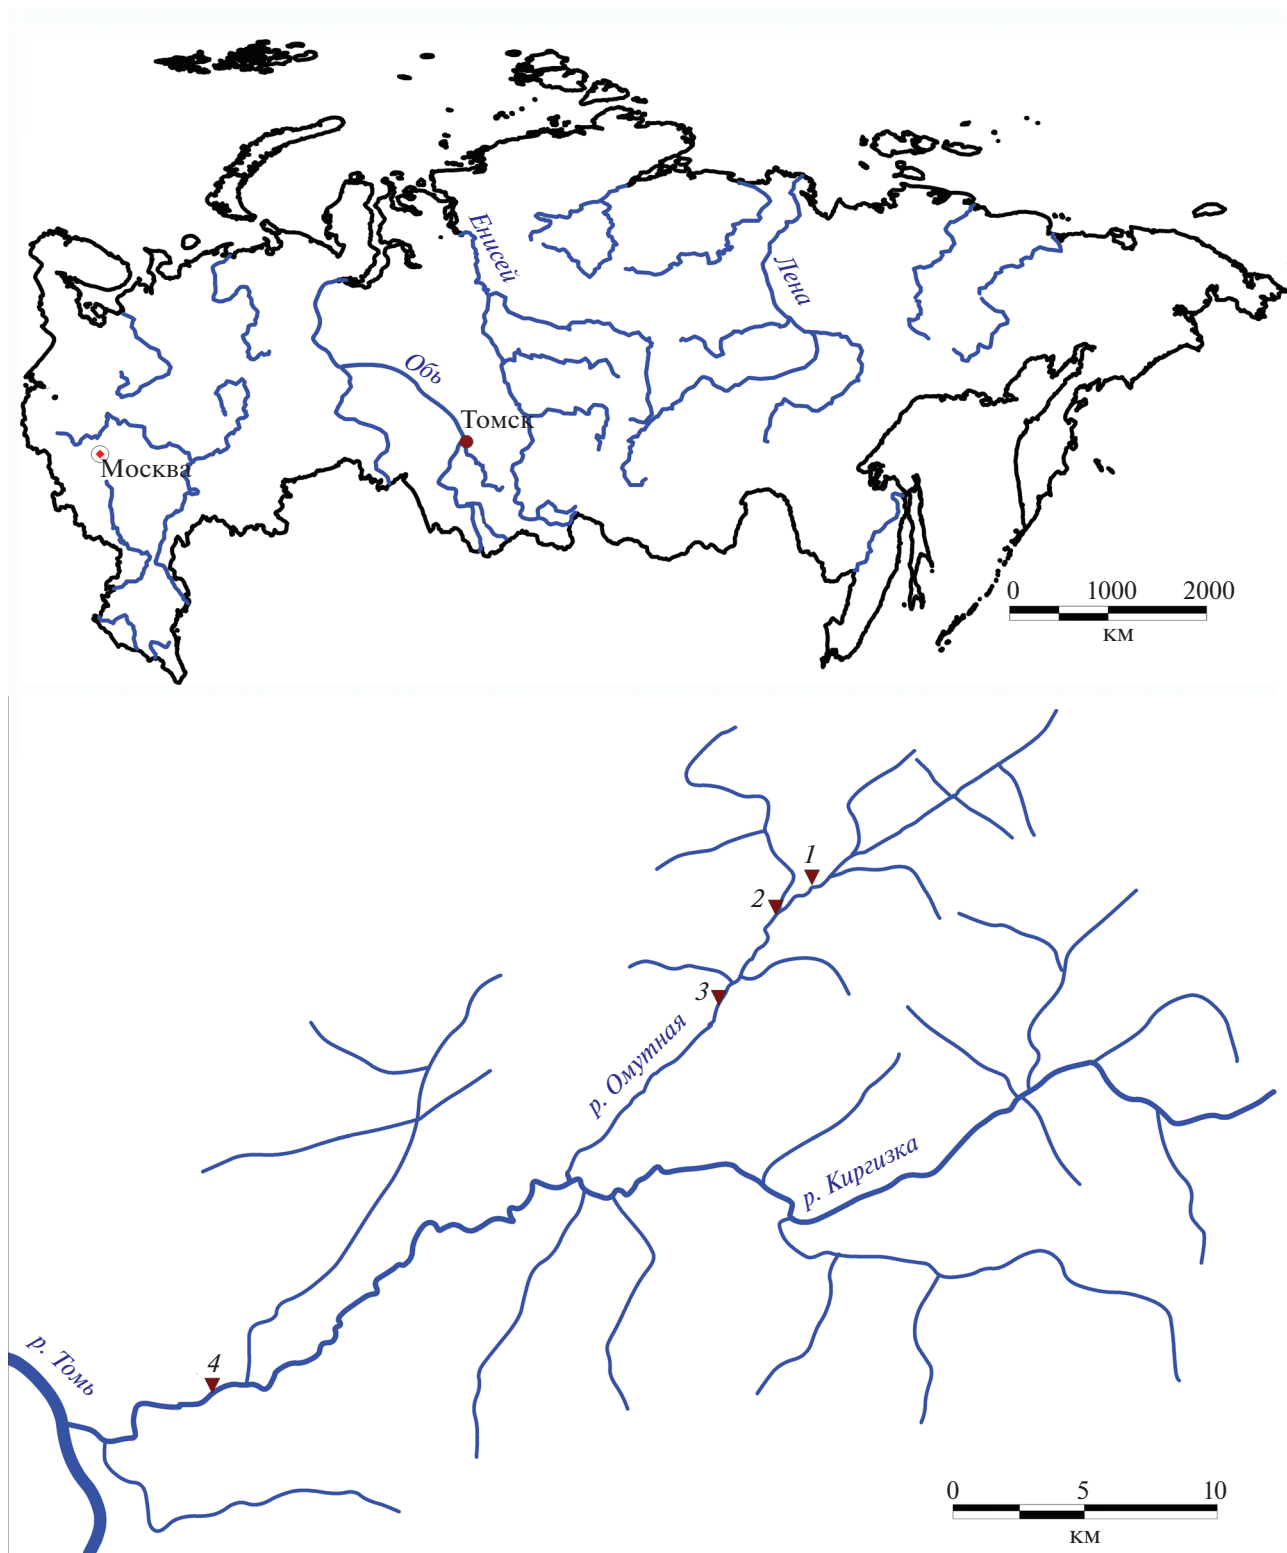 Енисей
Лена
Обь
Томск
Москва
0 1000 2000
км
1
2
3
р. Омутная
р. Киргизка
р. Томь
4
0 5 10
км